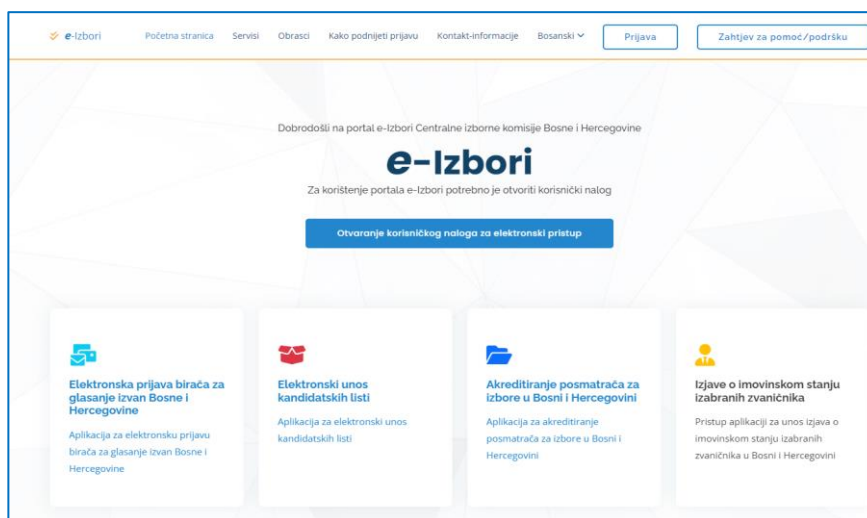 e-Izbori
Početna stranica
Servisi
Obrasci
Kako podnijeti prijavu
Kontakt-informacije
Bosanski
Prijava
Zahtjev za pomoć/podršku
Dobrodošli na portal e-Izbori Centralne izborne komisije Bosne i Hercegovine
e-Izbori
Za korištenje portala e-Izbori potrebno je otvoriti korisnički nalog
Otvaranje korisničkog naloga za elektronski pristup
Elektronska prijava birača za
glasanje izvan Bosne i
Hercegovine
Aplikacija za elektronsku prijavu
birača za glasanje izvan Bosne i
Hercegovine
Elektronski unos
kandidatskih listi
Aplikacija za elektronski unos
kandidatskih listi
Akreditiranje posmatrača za
izbore u Bosni i Hercegovini
Aplikacija za akreditiranje
posmatrača za izbore u Bosni i
Hercegovini
Izjave o imovinskom stanju
izabranih zvaničnika
Pristup aplikaciji za unos izjava o
imovinskom stanju izabranih
zvaničnika u Bosni i Hercegovini